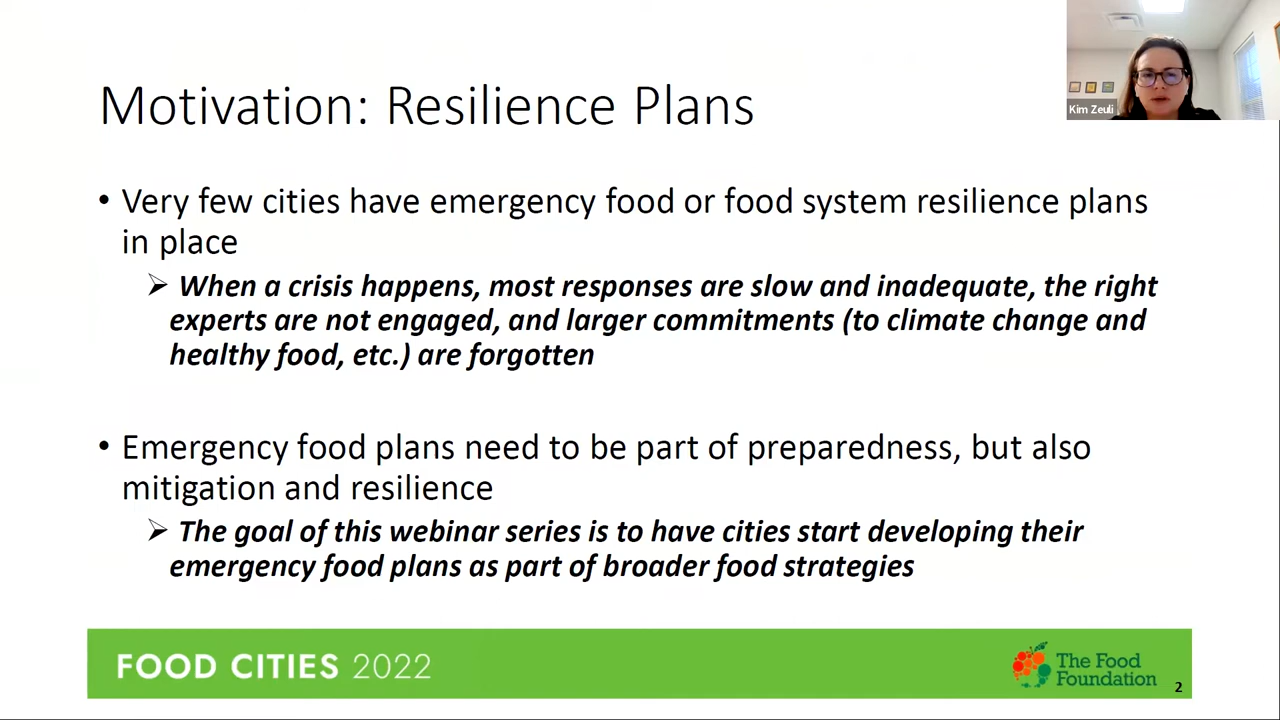 Motivation: Resilience Plans
Kim Zeuli
• Very few cities have emergency food or food system resilience plans
in place
➢ When a crisis happens, most responses are slow and inadequate, the right
experts are not engaged, and larger commitments (to climate change and
healthy food, etc.) are forgotten
• Emergency food plans need to be part of preparedness, but also
mitigation and resilience
➢ The goal of this webinar series is to have cities start developing their
emergency food plans as part of broader food strategies
FOOD CITIES 2022
The Food
Foundation
2